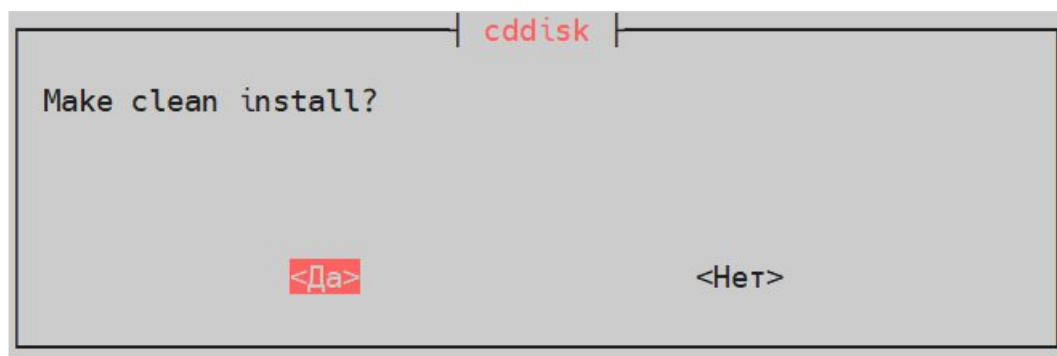 cddisk
Make clean install?
<Да> <Нет>